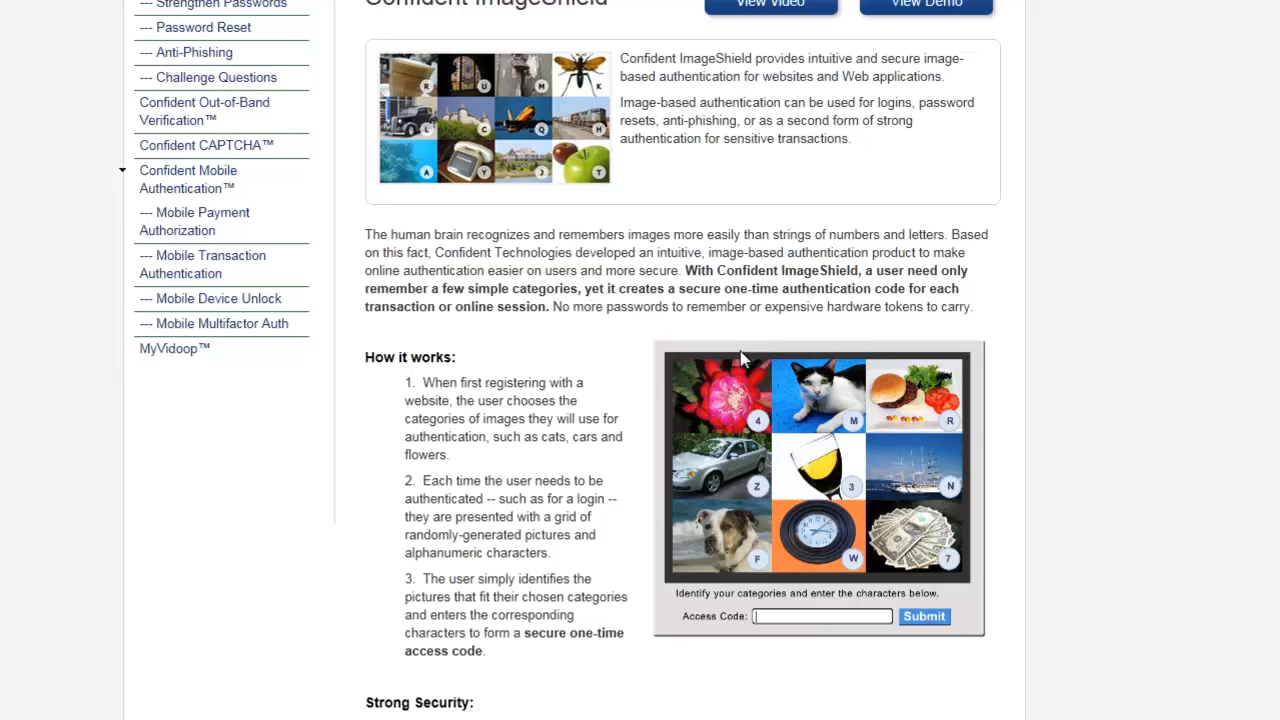 --- Strengthen Passwords
--- Password Reset
--- Anti-Phishing
--- Challenge Questions
Confident Out-of-Band
Verification™
Confident CAPTCHA™
Confident Mobile
Authentication™
--- Mobile Payment
Authorization
--- Mobile Transaction
Authentication
--- Mobile Device Unlock
--- Mobile Multifactor Auth
MyVidoop™
Confident ImageShield
View Video
View Demo
R U M K
L C Q H
A Y J T
Confident ImageShield provides intuitive and secure image-
based authentication for websites and Web applications.
Image-based authentication can be used for logins, password
resets, anti-phishing, or as a second form of strong
authentication for sensitive transactions.
The human brain recognizes and remembers images more easily than strings of numbers and letters. Based
on this fact, Confident Technologies developed an intuitive, image-based authentication product to make
online authentication easier on users and more secure. With Confident ImageShield, a user need only
remember a few simple categories, yet it creates a secure one-time authentication code for each
transaction or online session. No more passwords to remember or expensive hardware tokens to carry.
How it works:
1. When first registering with a
website, the user chooses the
categories of images they will use for
authentication, such as cats, cars and
flowers.
2. Each time the user needs to be
authenticated -- such as for a login --
they are presented with a grid of
randomly-generated pictures and
alphanumeric characters.
3. The user simply identifies the
pictures that fit their chosen categories
and enters the corresponding
characters to form a secure one-time
access code.
4 M R
Z 3 N
F W 7
Identify your categories and enter the characters below.
Access Code:
Submit
Strong Security: